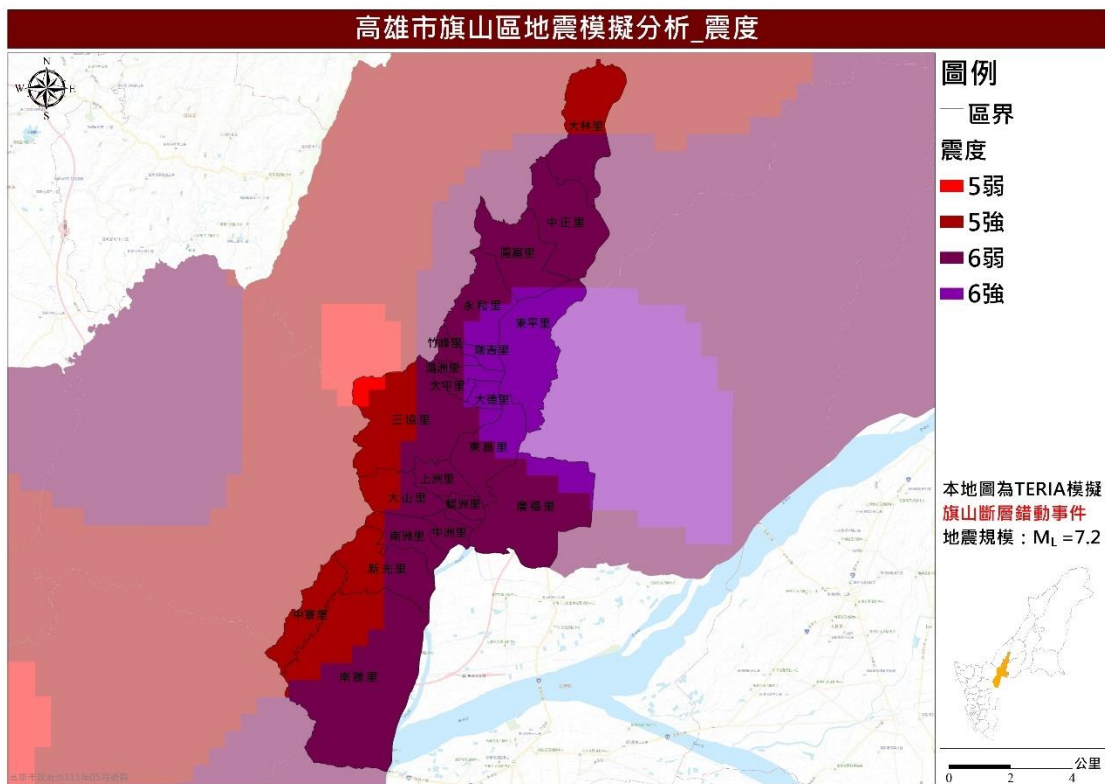 高雄市旗山區地震模擬分析_震度
N
W
E
S
大林里
中正里
圓富里
永和里
東平里
竹峰里
瑞吉里
湄洲里
太平里
大德里
三協里
東昌里
上洲里
大山里
鯤洲里
廣福里
南洲里
中洲里
新光里
中寮里
南勝里
圖例
區界
震度
5弱
5強
6弱
6強
本地圖為TERIA模擬
旗山斷層錯動事件
地震規模：ML =7.2
公里
0 2 4